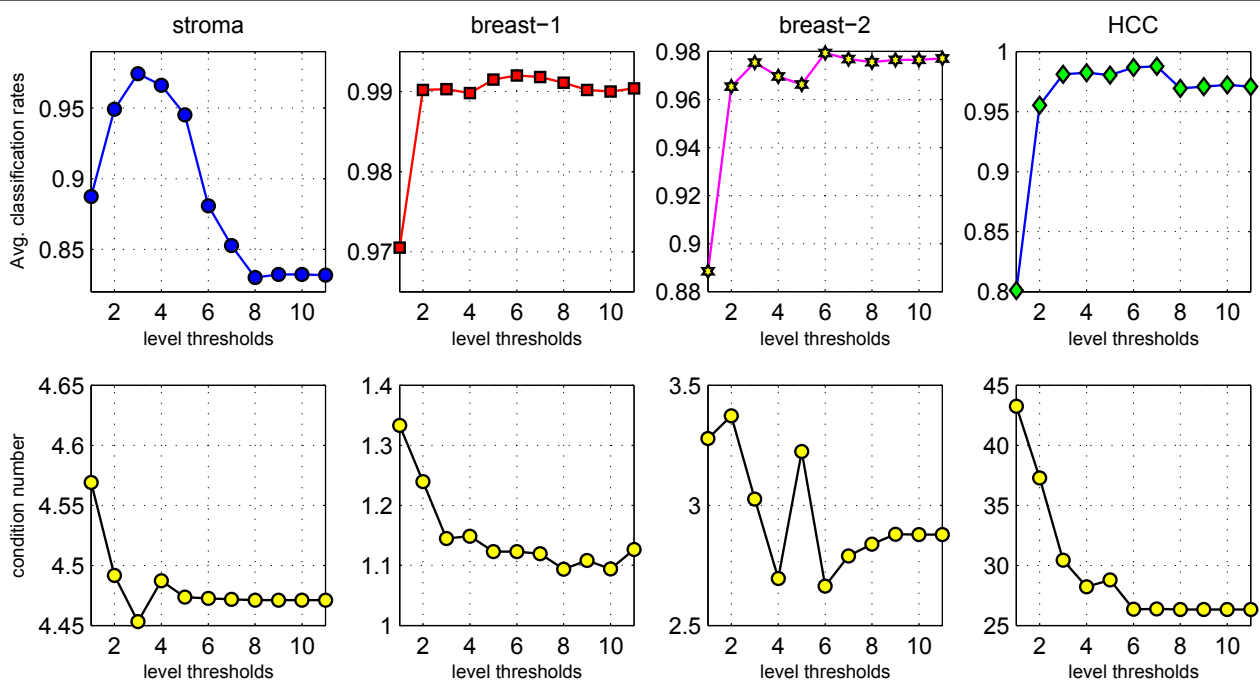 stroma
breast−1
breast−2
HCC
Avg. classification rates
0.95
0.9
0.85
2 4 6 8 10
level thresholds
0.99
0.98
0.97
2 4 6 8 10
level thresholds
0.98
0.96
0.94
0.92
0.9
0.88
2 4 6 8 10
level thresholds
1
0.95
0.9
0.85
0.8
2 4 6 8 10
level thresholds
condition number
4.65
4.6
4.55
4.5
4.45
2 4 6 8 10
level thresholds
1.4
1.3
1.2
1.1
1
2 4 6 8 10
level thresholds
3.5
3
2.5
2 4 6 8 10
level thresholds
45
40
35
30
25
2 4 6 8 10
level thresholds